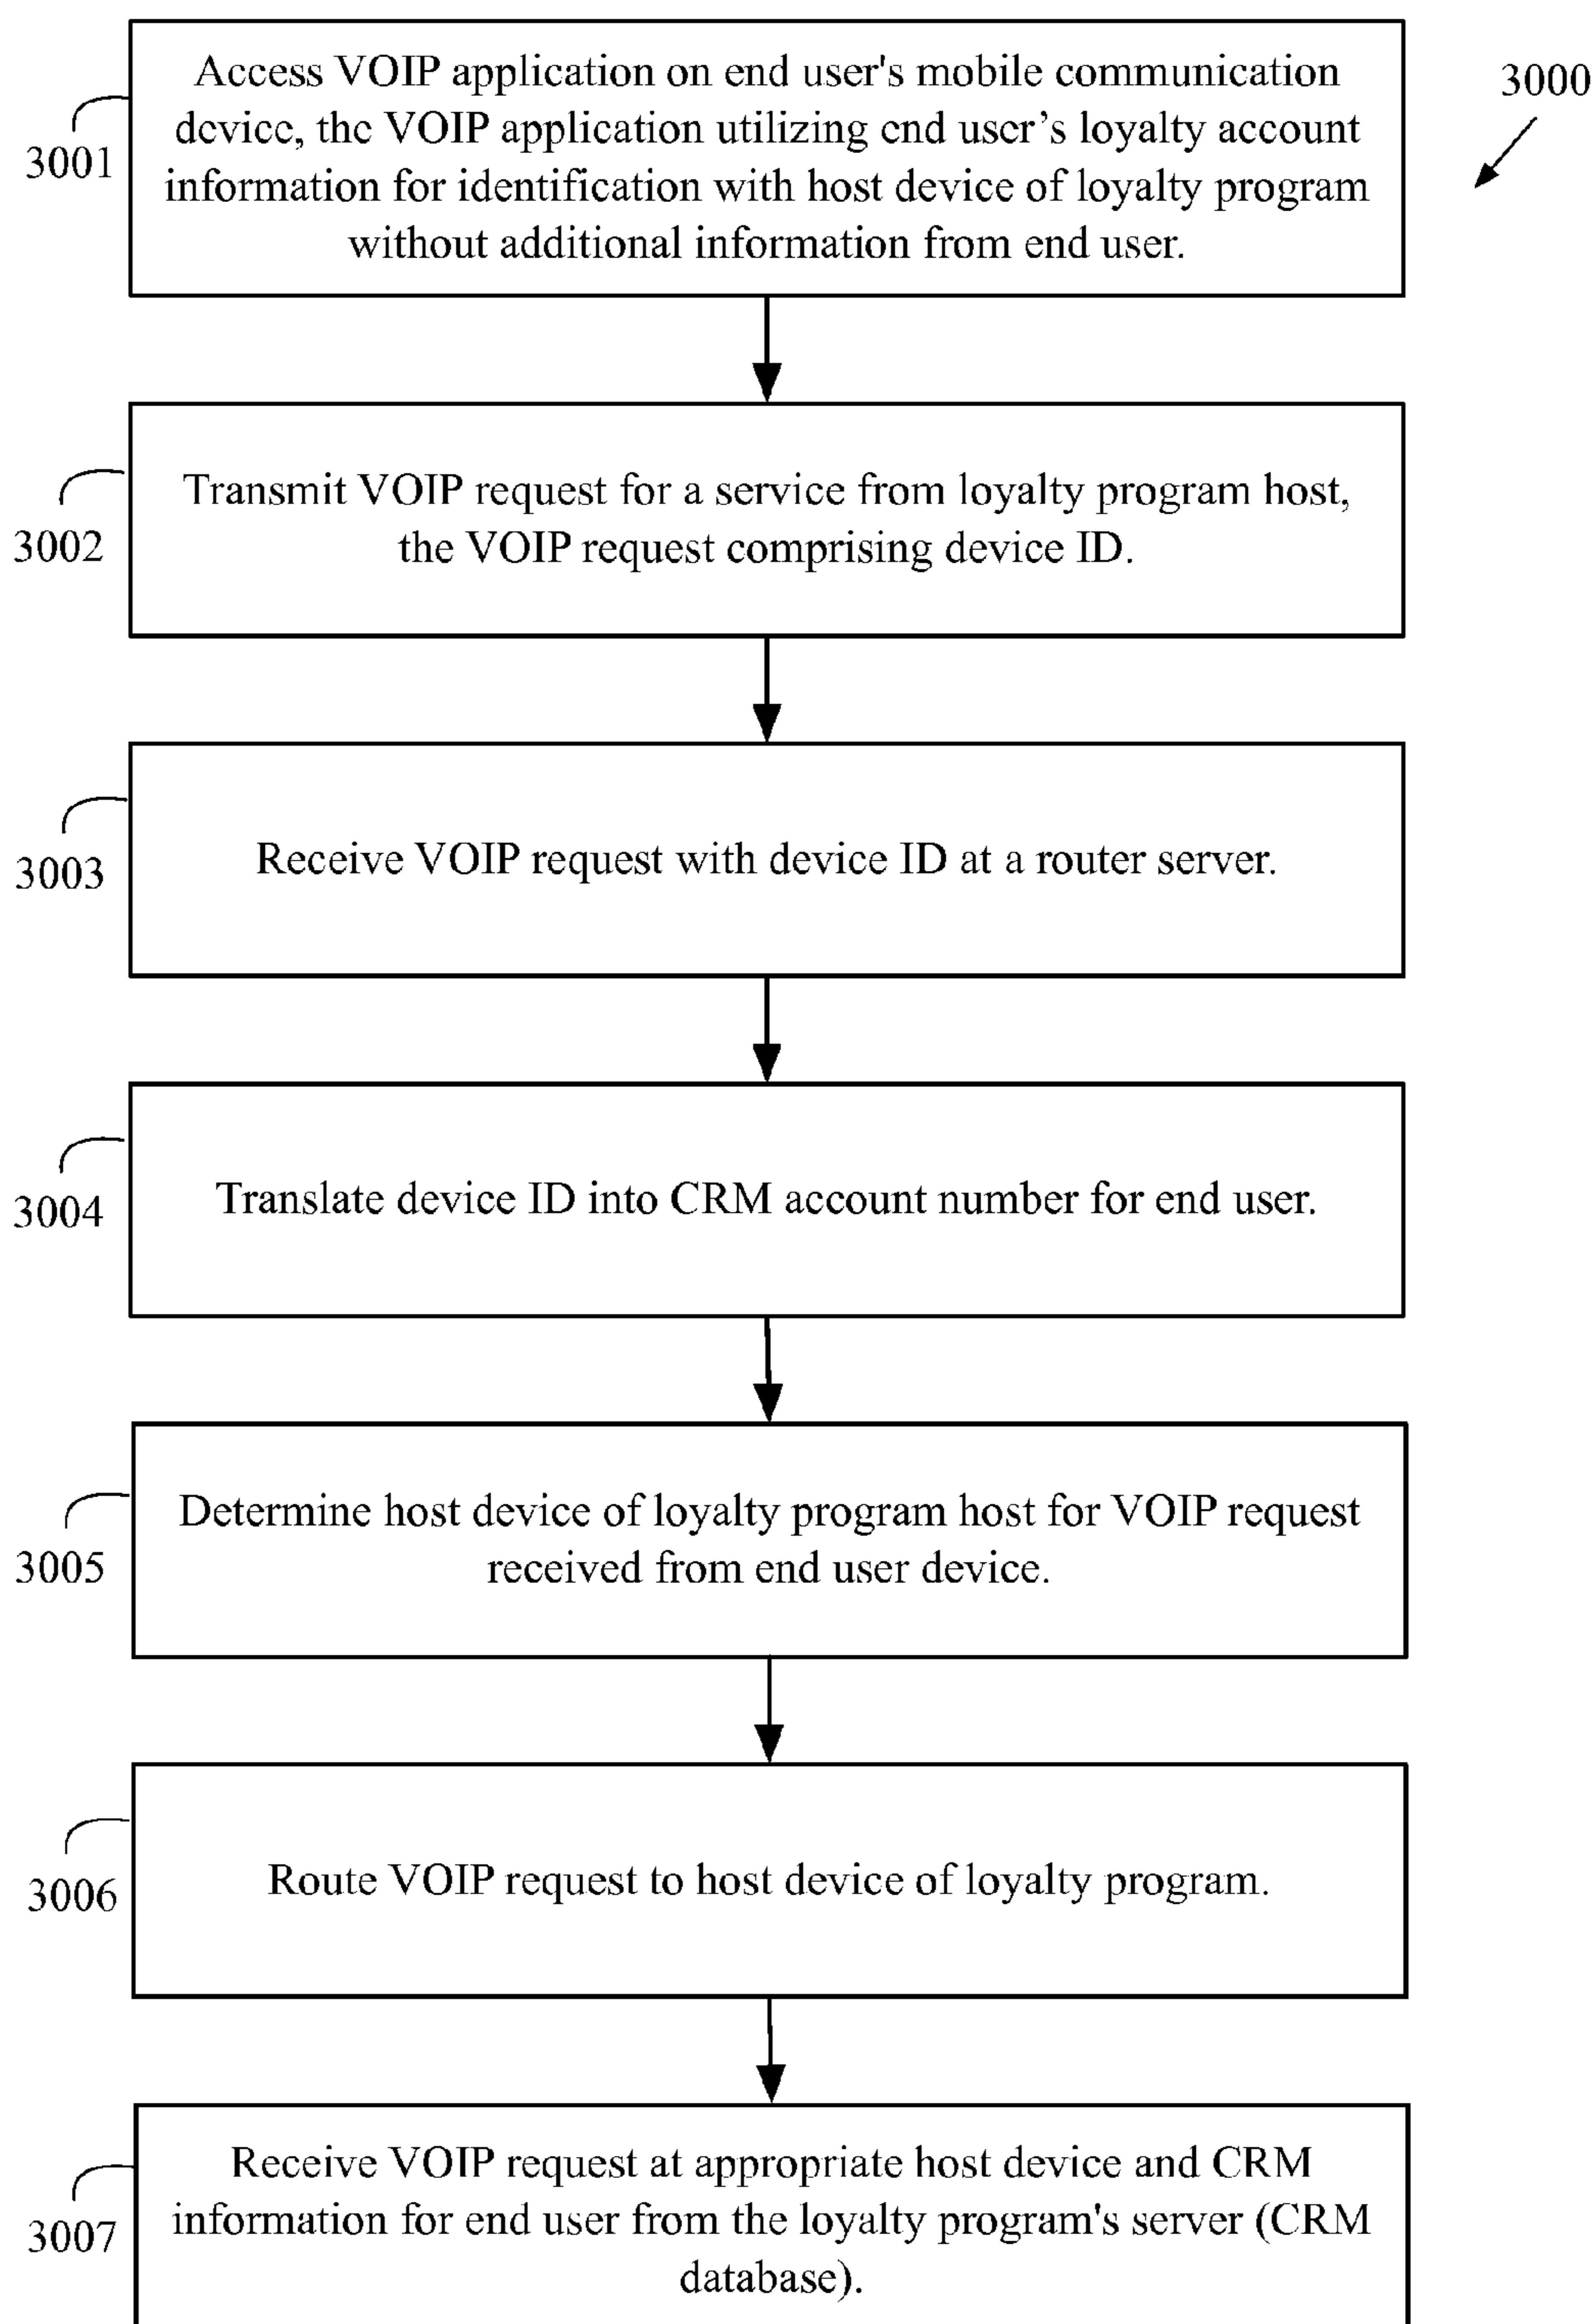 Access VOIP application on end user's mobile communication
device, the VOIP application utilizing end user’s loyalty account
information for identification with host device of loyalty program
without additional information from end user.
3000
3001
Transmit VOIP request for a service from loyalty program host,
the VOIP request comprising device ID.
3002
Receive VOIP request with device ID at a router server.
3003
Translate device ID into CRM account number for end user.
3004
Determine host device of loyalty program host for VOIP request
received from end user device.
3005
Route VOIP request to host device of loyalty program.
3006
Receive VOIP request at appropriate host device and CRM
information for end user from the loyalty program's server (CRM
database).
3007